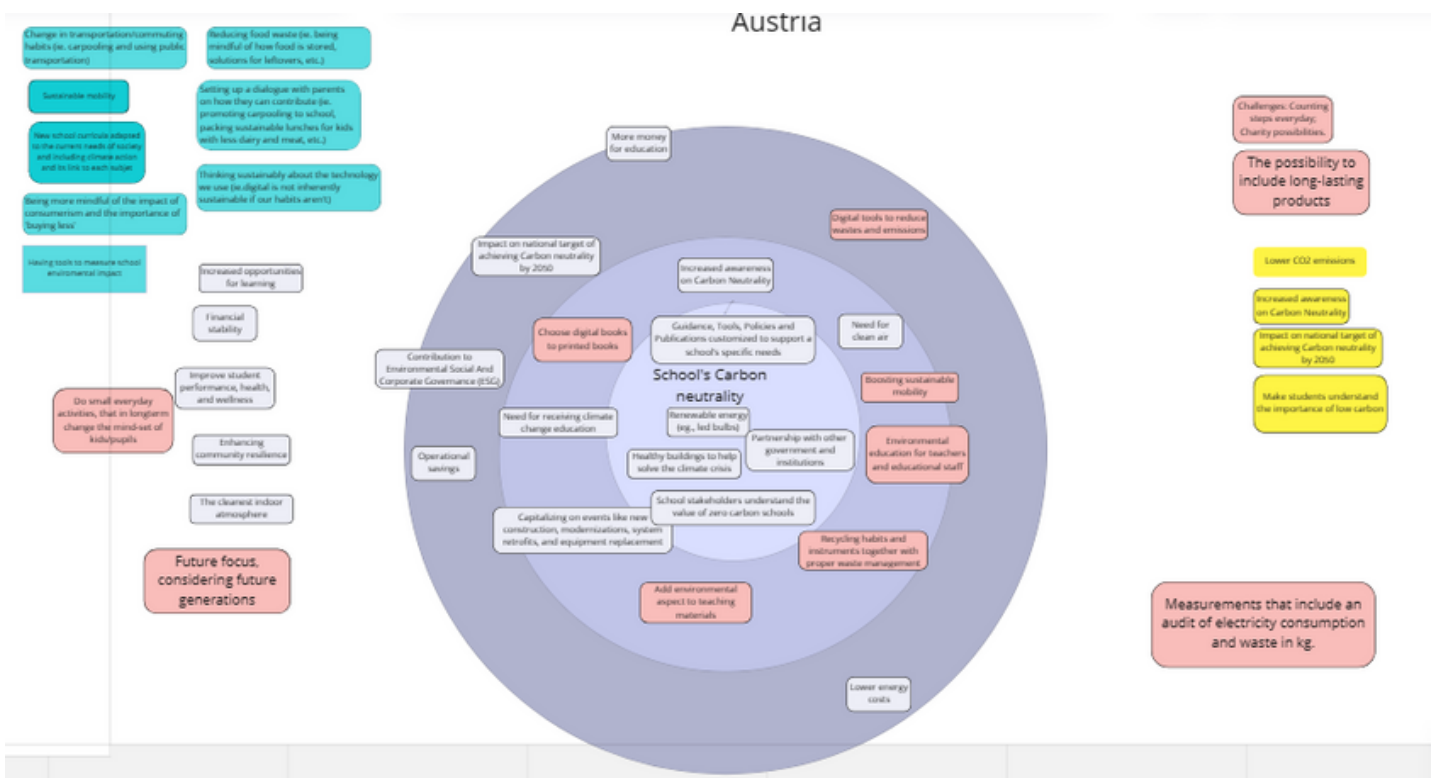 Austria
Change in transportation/commuting
habits (ie. carpooling and using public
transportation)
Reducing food waste (ie. being
mindful of how food is stored,
solutions for leftovers, etc.)
Sustainable mobility
Setting up a dialogue with parents
on how they can contribute (ie.
promoting carpooling to school,
packing sustainable lunches for kids
with less dairy and meat, etc.)
New school curricula adapted
to the current needs of society
and including climate action
and its link to each subjet
Thinking sustainably about the technology
we use (ie.digital is not inherently
sustainable if our habits aren't)
Being more mindful of the impact of
consumerism and the importance of
'buying less'
Having tools to measure school
enviromental impact
Increased opportunities
for learning
Financial
stability
Improve student
performance, health,
and wellness
Do small everyday
activities, that in longterm
change the mind-set of
kids/pupils
Enhancing
community resilience
The cleanest indoor
atmosphere
Future focus,
considering future
generations
More money
for education
Digital tools to reduce
wastes and emissions
Impact on national target of
achieving Carbon neutrality
by 2050
Increased awareness
on Carbon Neutrality
Choose digital books
to printed books
Guidance, Tools, Policies and
Publications customized to support a
school's specific needs
Need for
clean air
Contribution to
Environmental Social And
Corporate Governance (ESG)
School's Carbon
neutrality
Boosting sustainable
mobility
Need for receiving climate
change education
Renewable energy
(eg., led bulbs)
Partnership with other
government and
institutions
Environmental
education for teachers
and educational staff
Operational
savings
Healthy buildings to help
solve the climate crisis
School stakeholders understand the
value of zero carbon schools
Capitalizing on events like new
construction, modernizations, system
retrofits, and equipment replacement
Recycling habits and
instruments together with
proper waste management
Add environmental
aspect to teaching
materials
Lower energy
costs
Challenges: Counting
steps everyday;
Charity possibilities.
The possibility to
include long-lasting
products
Lower CO2 emissions
Increased awareness
on Carbon Neutrality
Impact on national target of
achieving Carbon neutrality
by 2050
Make students understand
the importance of low carbon
Measurements that include an
audit of electricity consumption
and waste in kg.